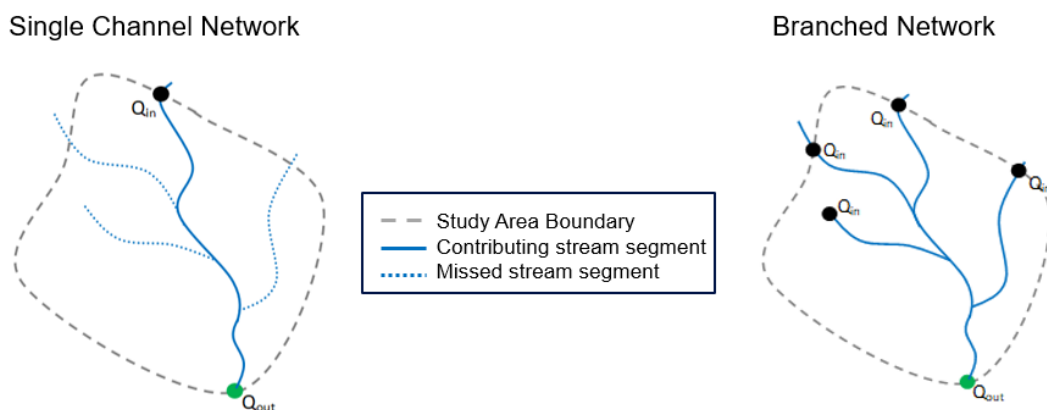 Single Channel Network
Branched Network
Qin
Qin
Qin
Qin
Qin
Study Area Boundary
Contributing stream segment
Missed stream segment
Qout
Qout